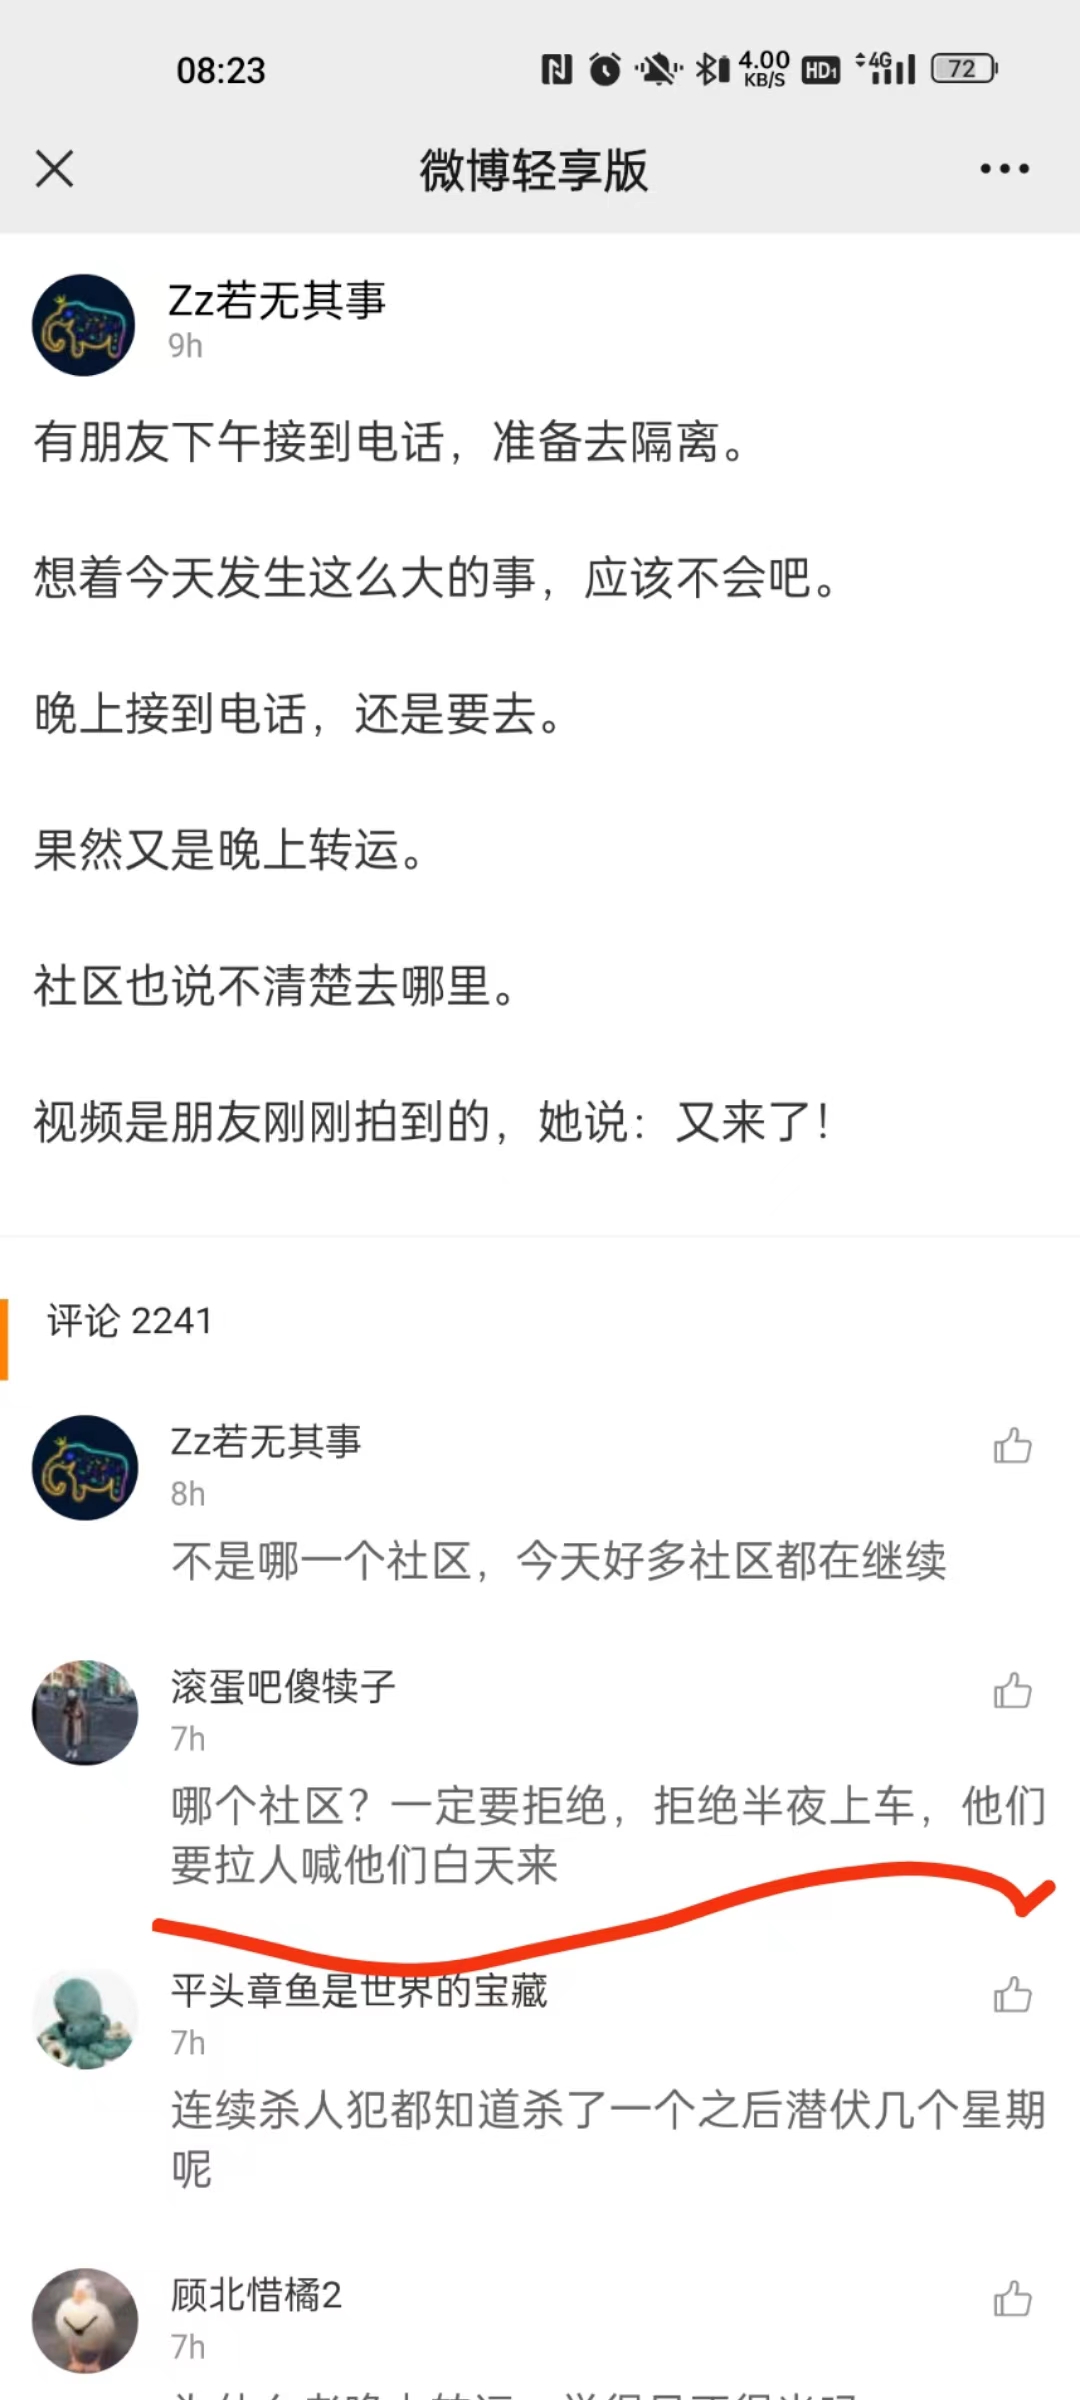 08:23
4.00
KB/S
HD1
4G
72
微博轻享版
Zz若无其事
9h
有朋友下午接到电话，准备去隔离。
想着今天发生这么大的事，应该不会吧。
晚上接到电话，还是要去。
果然又是晚上转运。
社区也说不清楚去哪里。
视频是朋友刚刚拍到的，她说：又来了！
评论 2241
Zz若无其事
8h
不是哪一个社区，今天好多社区都在继续
滚蛋吧傻犊子
7h
哪个社区？一定要拒绝，拒绝半夜上车，他们
要拉人喊他们白天来
平头章鱼是世界的宝藏
7h
连续杀人犯都知道杀了一个之后潜伏几个星期
呢
顾北惜橘2
7h